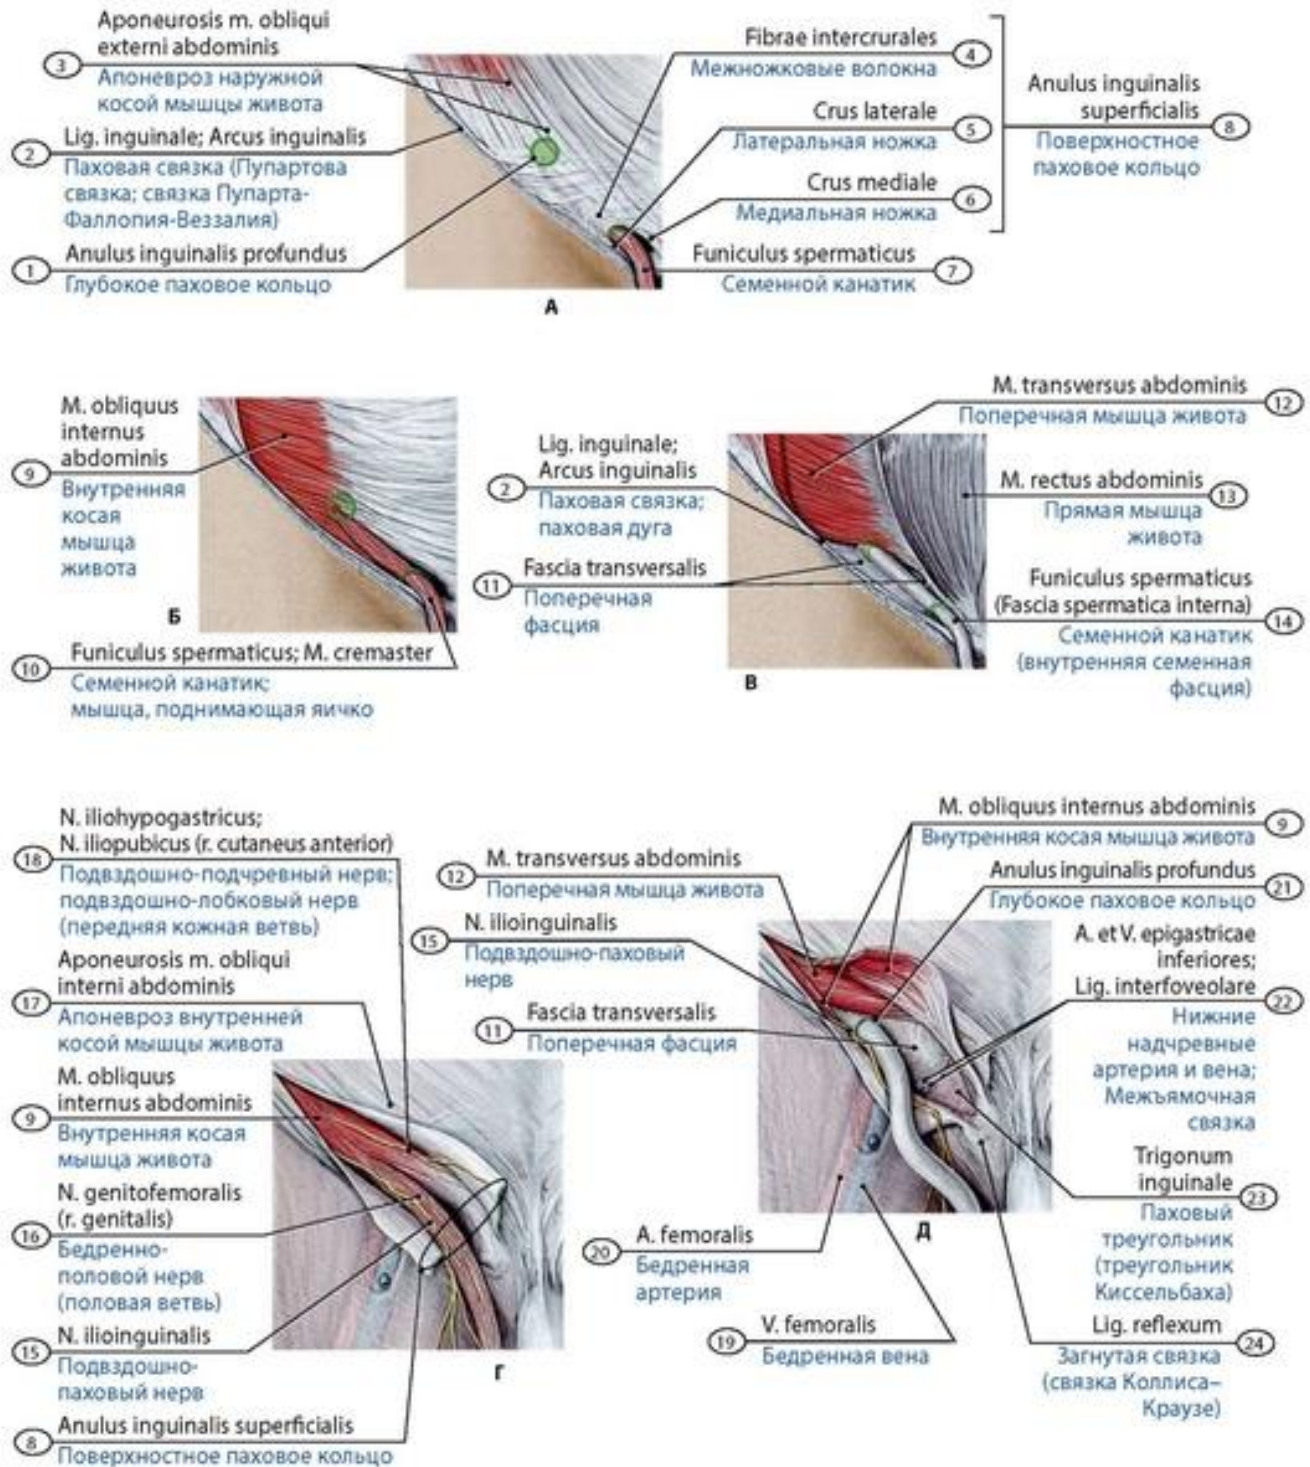 Aponeurosis m. obliqui
externi abdominis
3
Апоневроз наружной
косой мышцы живота
Lig. inguinale; Arcus inguinalis
2
Паховая связка (Пупартова
связка; связка Пупарта-
Фаллопия-Веззалия)
Anulus inguinalis profundus
1
Глубокое паховое кольцо
Fibrae intercrurales
4
Межножковые волокна
Crus laterale
5
Латеральная ножка
Crus mediale
6
Медиальная ножка
Funiculus spermaticus
7
Семенной канатик
Anulus inguinalis
superficialis
8
Поверхностное
паховое кольцо
А
M. obliquus
internus
abdominis
9
Внутренняя
косая
мышца
живота
Б
Funiculus spermaticus; M. cremaster
10
Семенной канатик;
мышца, поднимающая яичко
Lig. inguinale;
Arcus inguinalis
2
Паховая связка;
паховая дуга
Fascia transversalis
11
Поперечная
фасция
M. transversus abdominis
12
Поперечная мышца живота
M. rectus abdominis
13
Прямая мышца
живота
Funiculus spermaticus
(Fascia spermatica interna)
14
Семенной канатик
(внутренняя семенная
фасция)
В
N. iliohypogastricus;
N. iliopubicus (r. cutaneus anterior)
18
Подвздошно-подчревный нерв;
подвздошно-лобковый нерв
(передняя кожная ветвь)
Aponeurosis m. obliqui
interni abdominis
17
Апоневроз внутренней
косой мышцы живота
M. obliquus
internus abdominis
9
Внутренняя косая
мышца живота
N. genitofemoralis
(r. genitalis)
16
Бедренно-
половой нерв
(половая ветвь)
N. ilioinguinalis
15
Подвздошно-
паховый нерв
Anulus inguinalis superficialis
8
Поверхностное паховое кольцо
Г
M. transversus abdominis
12
Поперечная мышца живота
N. ilioinguinalis
15
Подвздошно-паховый
нерв
Fascia transversalis
11
Поперечная фасция
A. femoralis
20
Бедренная
артерия
V. femoralis
19
Бедренная вена
M. obliquus internus abdominis
9
Внутренняя косая мышца живота
Anulus inguinalis profundus
21
Глубокое паховое кольцо
A. et V. epigastricae
inferiores;
Lig. interfoveolare
22
Нижние
надчревные
артерия и вена;
Межъямочная
связка
Trigonum
inguinale
23
Паховый
треугольник
(треугольник
Киссельбаха)
Lig. reflexum
24
Загнутая связка
(связка Коллиса–
Краузе)
Д